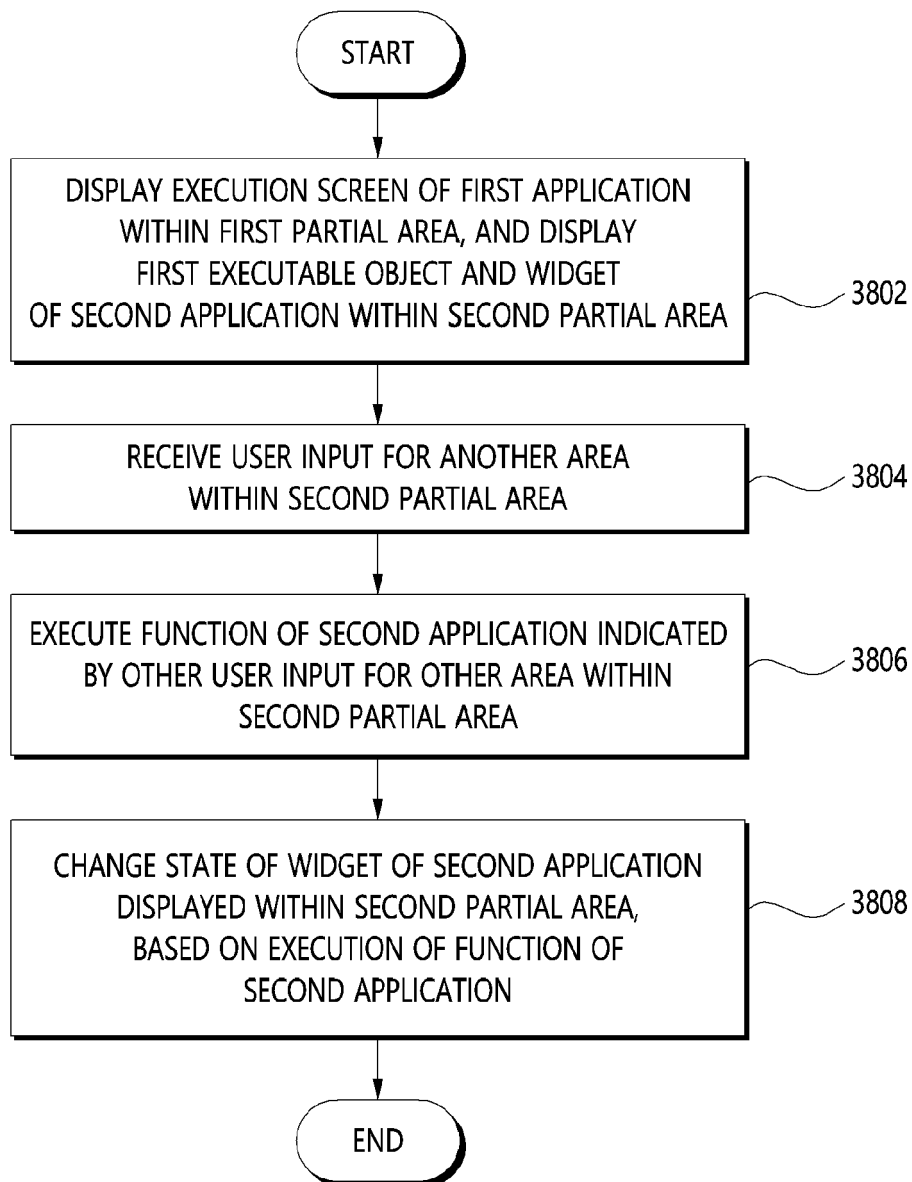 START
DISPLAY EXECUTION SCREEN OF FIRST APPLICATION
WITHIN FIRST PARTIAL AREA, AND DISPLAY
FIRST EXECUTABLE OBJECT AND WIDGET
OF SECOND APPLICATION WITHIN SECOND PARTIAL AREA
3802
RECEIVE USER INPUT FOR ANOTHER AREA
WITHIN SECOND PARTIAL AREA
3804
EXECUTE FUNCTION OF SECOND APPLICATION INDICATED
BY OTHER USER INPUT FOR OTHER AREA WITHIN
SECOND PARTIAL AREA
3806
CHANGE STATE OF WIDGET OF SECOND APPLICATION
DISPLAYED WITHIN SECOND PARTIAL AREA,
BASED ON EXECUTION OF FUNCTION OF
SECOND APPLICATION
3808
END